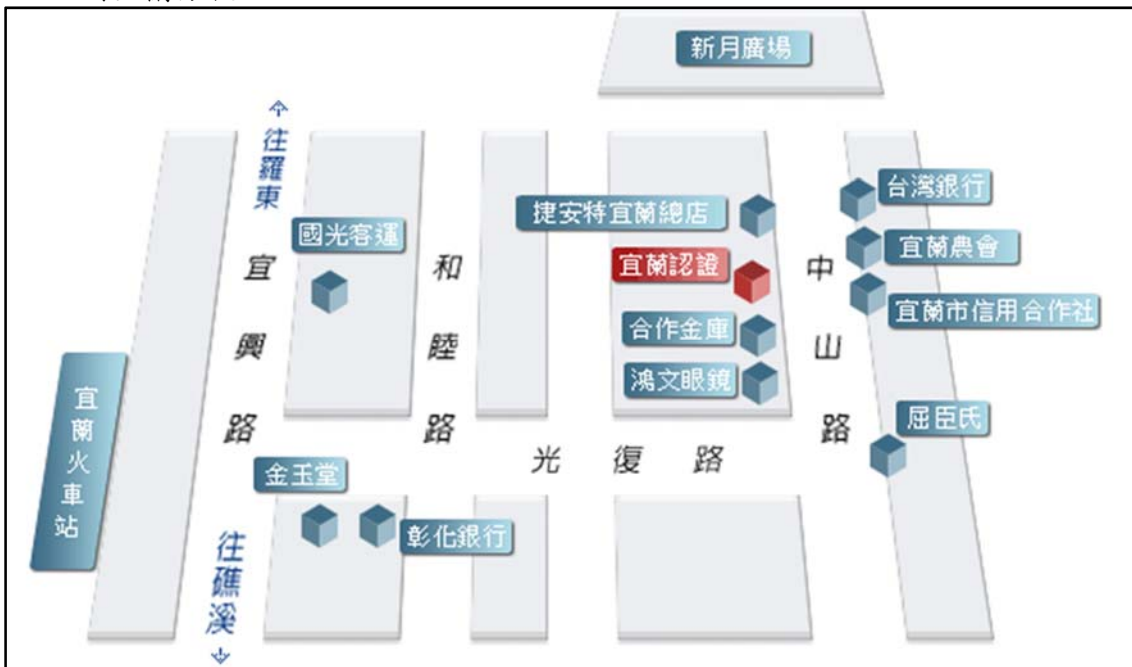 新月廣場
往羅東
國光客運
捷安特宜蘭總店
台灣銀行
宜蘭認證
宜蘭農會
宜蘭市信用合作社
合作金庫
鴻文眼鏡
宜興路
和睦路
中山路
宜蘭火車站
屈臣氏
光復路
金玉堂
彰化銀行
往礁溪